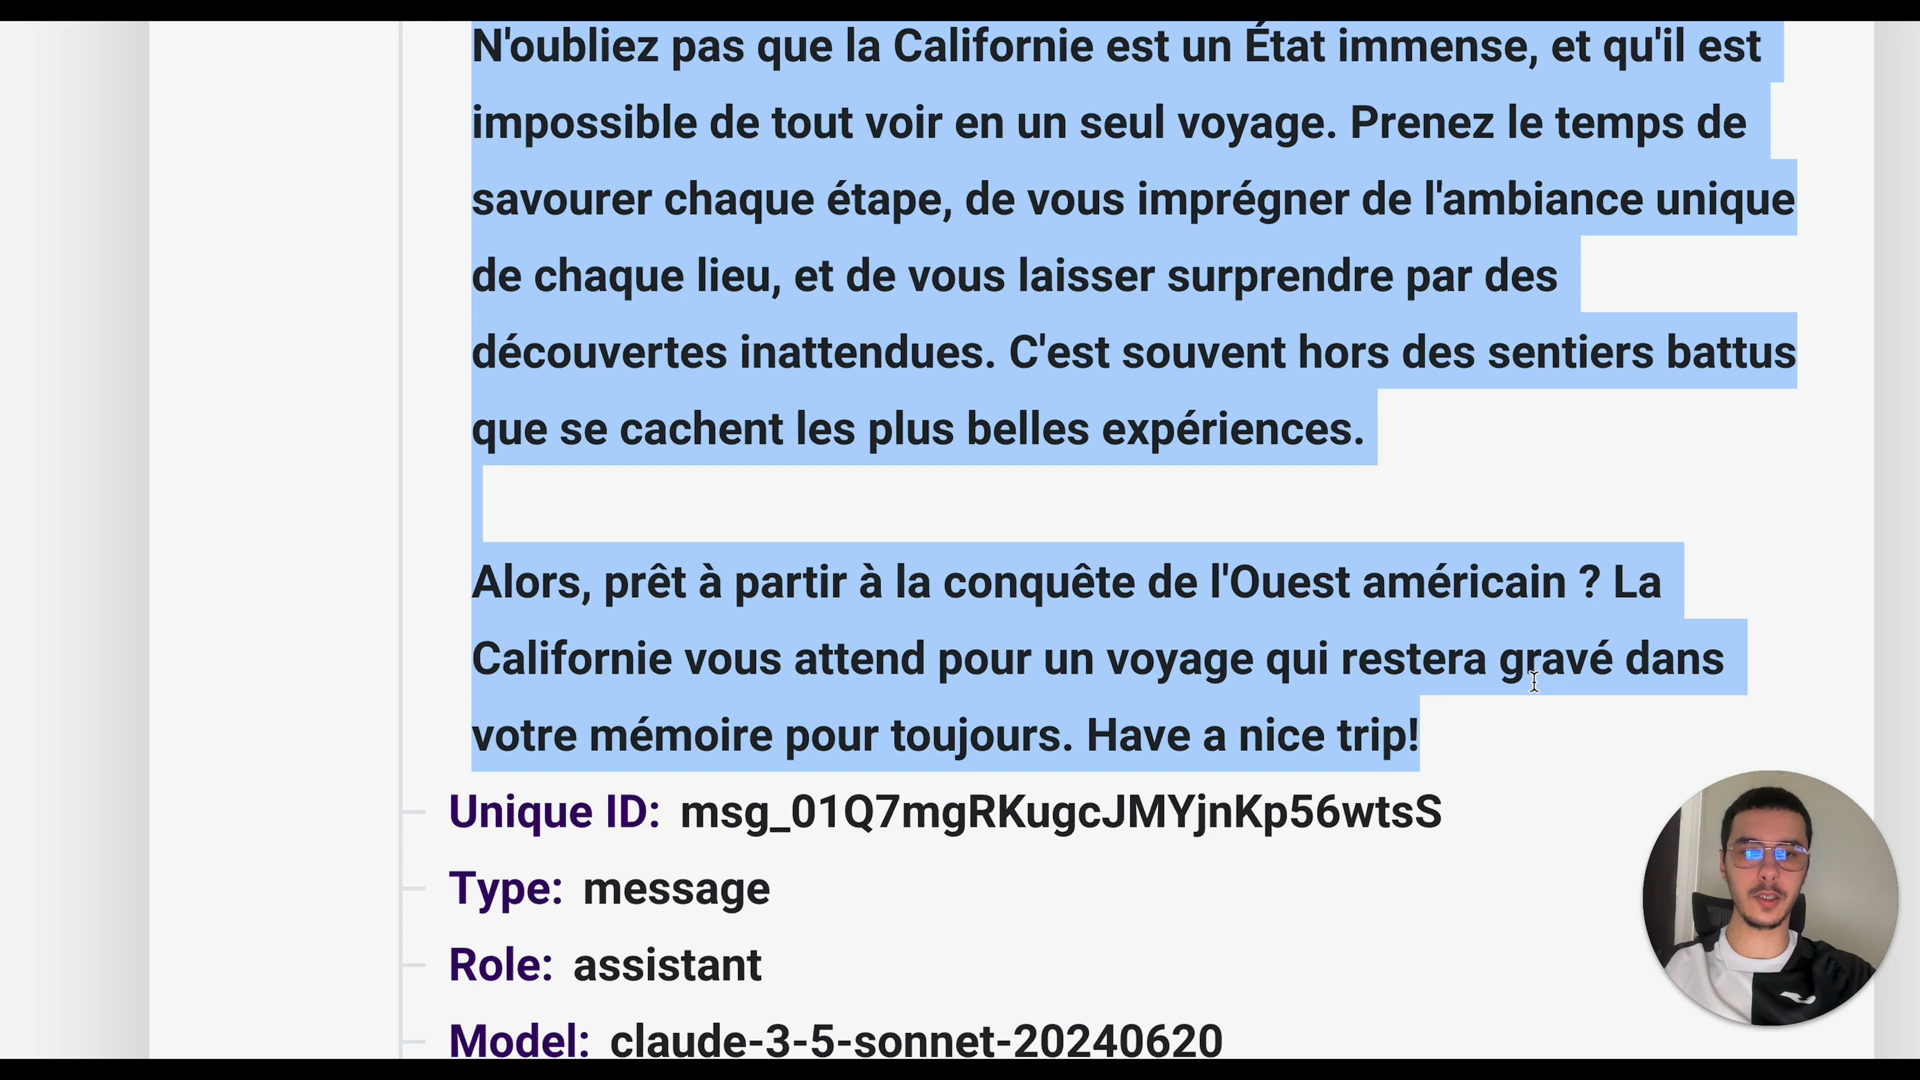 N'oubliez pas que la Californie est un État immense, et qu'il est
impossible de tout voir en un seul voyage. Prenez le temps de
savourer chaque étape, de vous imprégner de l'ambiance unique
de chaque lieu, et de vous laisser surprendre par des
découvertes inattendues. C'est souvent hors des sentiers battus
que se cachent les plus belles expériences.
Alors, prêt à partir à la conquête de l'Ouest américain ? La
Californie vous attend pour un voyage qui restera gravé dans
votre mémoire pour toujours. Have a nice trip!
Unique ID: msg_01Q7mgRKugcJMYjnKp56wtsS
Type: message
Role: assistant
Model: claude-3-5-sonnet-20240620